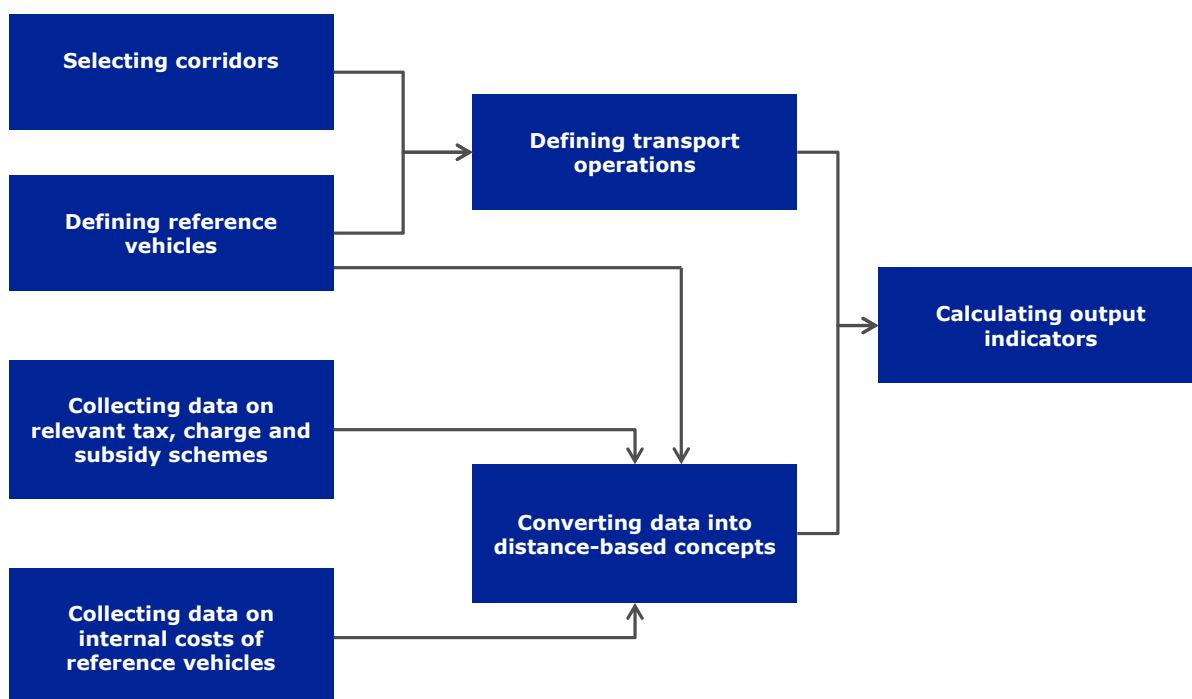 Selecting corridors
Defining reference
vehicles
Collecting data on
relevant tax, charge and
subsidy schemes
Collecting data on
internal costs of
reference vehicles
Defining transport
operations
Converting data into
distance-based concepts
Calculating output
indicators